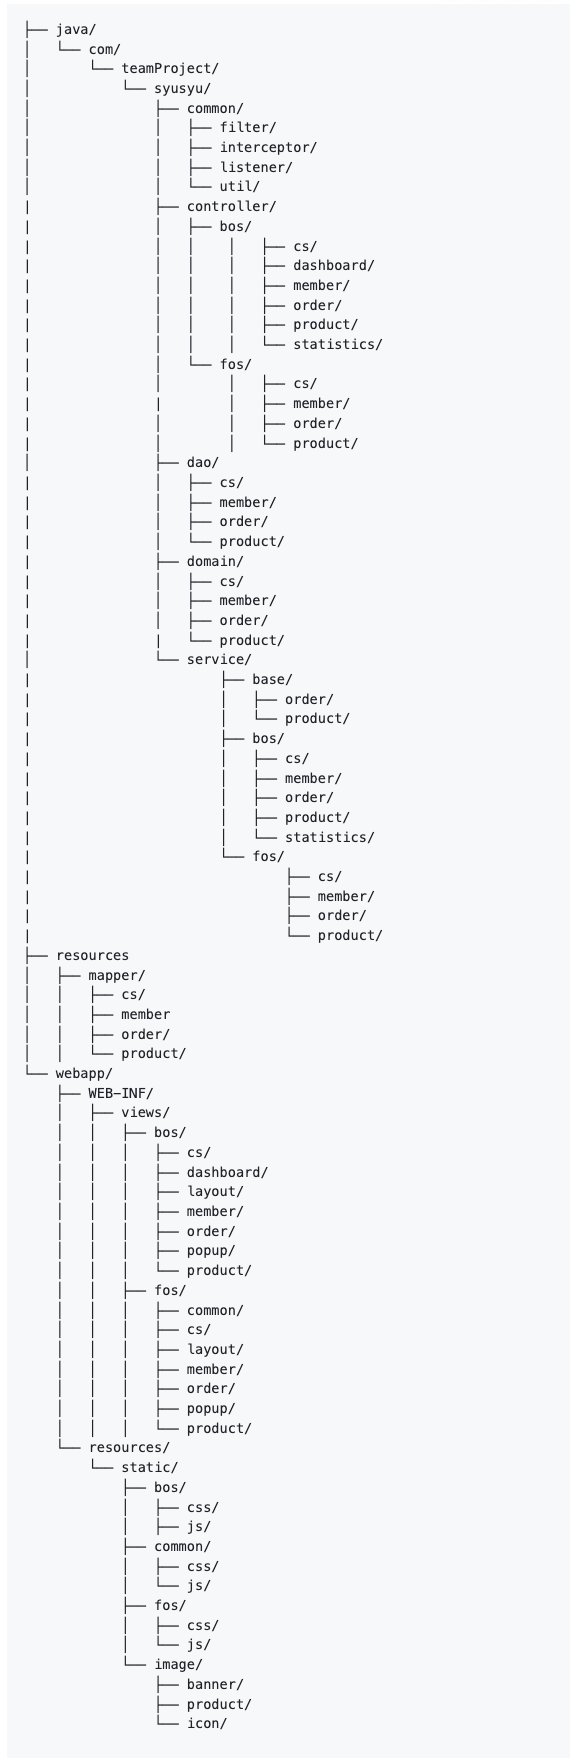 ├── java/
│   └── com/
│       └── teamProject/
│           └── syusyu/
│               ├── common/
│               │   ├── filter/
│               │   ├── interceptor/
│               │   ├── listener/
│               │   └── util/
│               ├── controller/
│               │   ├── bos/
│               │   │    │   ├── cs/
│               │   │    │   ├── dashboard/
│               │   │    │   ├── member/
│               │   │    │   ├── order/
│               │   │    │   ├── product/
│               │   │    │   └── statistics/
│               │   └── fos/
│               │        │   ├── cs/
│               |        │   ├── member/
│               │        │   ├── order/
│               │        │   └── product/
│               ├── dao/
│               │   ├── cs/
│               │   ├── member/
│               │   ├── order/
│               │   └── product/
│               ├── domain/
│               │   ├── cs/
│               │   ├── member/
│               │   ├── order/
│               |   └── product/
│               └── service/
│                       ├── base/
│                       │   ├── order/
│                       │   └── product/
│                       ├── bos/
│                       │   ├── cs/
│                       │   ├── member/
│                       │   ├── order/
│                       │   ├── product/
│                       │   └── statistics/
│                       └── fos/
│                               ├── cs/
│                               ├── member/
│                               ├── order/
│                               └── product/
├── resources
│   ├── mapper/
│   │   ├── cs/
│   │   ├── member
│   │   ├── order/
│   │   └── product/
└── webapp/
    ├── WEB-INF/
    │   ├── views/
    │   │   ├── bos/
    │   │   │   ├── cs/
    │   │   │   ├── dashboard/
    │   │   │   ├── layout/
    │   │   │   ├── member/
    │   │   │   ├── order/
    │   │   │   ├── popup/
    │   │   │   └── product/
    │   │   ├── fos/
    │   │   │   ├── common/
    │   │   │   ├── cs/
    │   │   │   ├── layout/
    │   │   │   ├── member/
    │   │   │   ├── order/
    │   │   │   ├── popup/
    │   │   │   └── product/
    └── resources/
        └── static/
            ├── bos/
            │   ├── css/
            │   ├── js/
            ├── common/
            │   ├── css/
            │   └── js/
            ├── fos/
            │   ├── css/
            │   └── js/
            └── image/
                ├── banner/
                ├── product/
                └── icon/